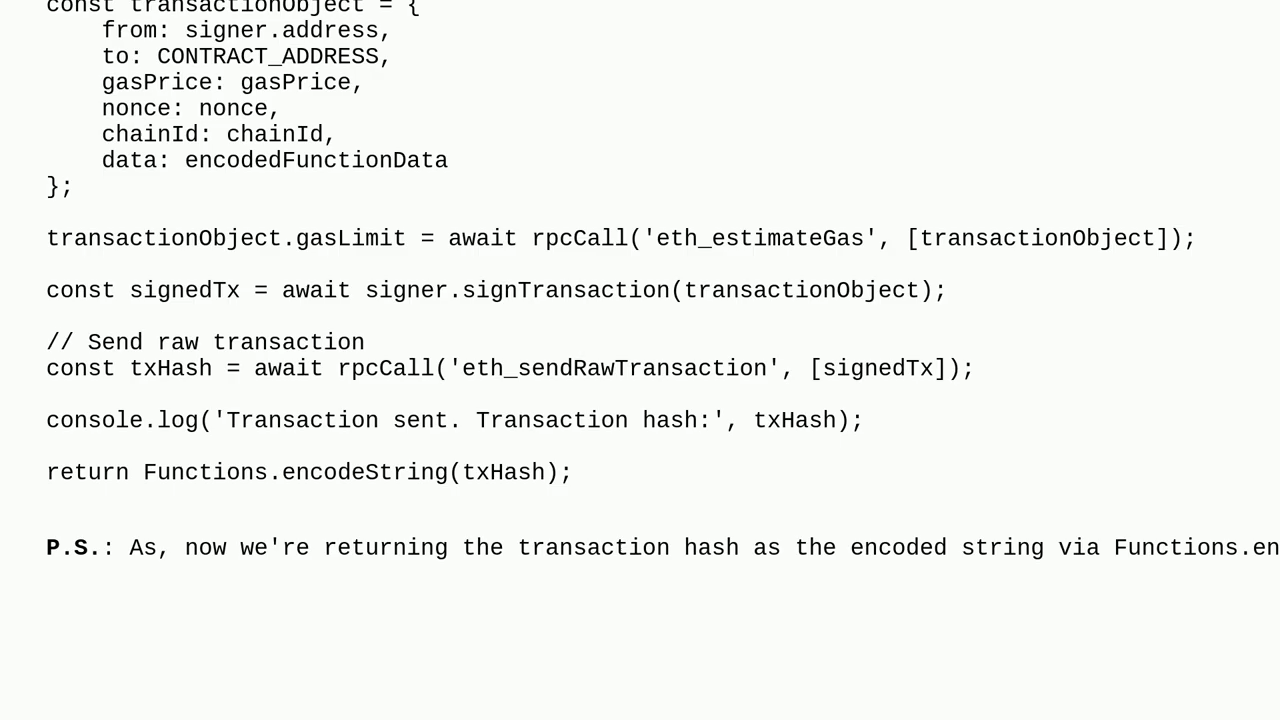 const transactionObject = {
    from: signer.address,
    to: CONTRACT_ADDRESS,
    gasPrice: gasPrice,
    nonce: nonce,
    chainId: chainId,
    data: encodedFunctionData
};
transactionObject.gasLimit = await rpcCall('eth_estimateGas', [transactionObject]);
const signedTx = await signer.signTransaction(transactionObject);
// Send raw transaction
const txHash = await rpcCall('eth_sendRawTransaction', [signedTx]);
console.log('Transaction sent. Transaction hash:', txHash);
return Functions.encodeString(txHash);
P.S.: As, now we're returning the transaction hash as the encoded string via Functions.en